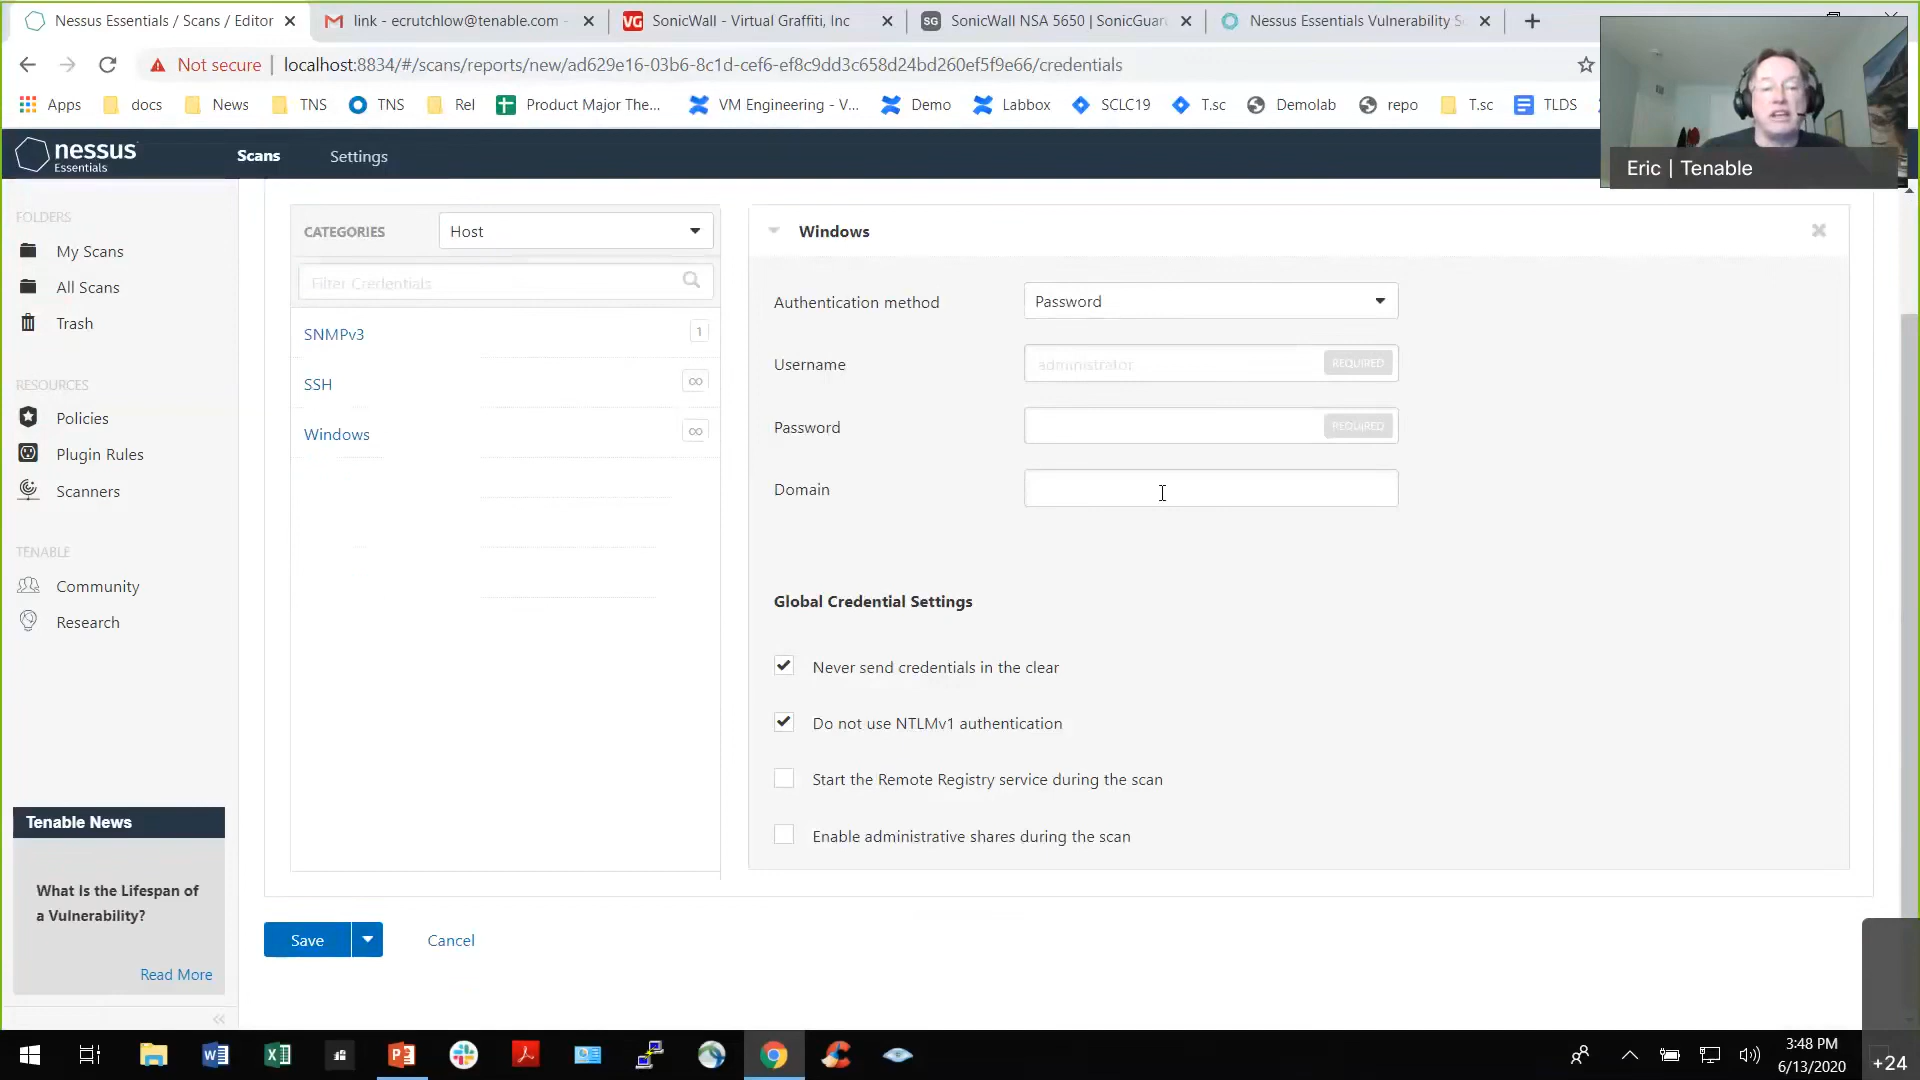 Nessus Essentials / Scans / Editor
link - ecrutchlow@tenable.com -
VG SonicWall - Virtual Graffiti, Inc
SG SonicWall NSA 5650 | SonicGuar
Nessus Essentials Vulnerability S
Not secure
localhost:8834/#/scans/reports/new/ad629e16-03b6-8c1d-cef6-ef8c9dd3c658d24bd260ef5f9e66/credentials
Apps docs News TNS TNS Rel Product Major The... VM Engineering - V... Demo Labbox SCLC19 T.sc Demolab repo T.sc TLDS
Eric | Tenable
nessus
Essentials
Scans
Settings
FOLDERS
My Scans
All Scans
Trash
RESOURCES
Policies
Plugin Rules
Scanners
TENABLE
Community
Research
Tenable News
What Is the Lifespan of
a Vulnerability?
Read More
CATEGORIES
Host
Filter Credentials
SNMPv3 1
SSH ∞
Windows ∞
Windows
Authentication method Password
Username administrator REQUIRED
Password REQUIRED
Domain
Global Credential Settings
Never send credentials in the clear
Do not use NTLMv1 authentication
Start the Remote Registry service during the scan
Enable administrative shares during the scan
Save
Cancel
3:48 PM
6/13/2020
+24